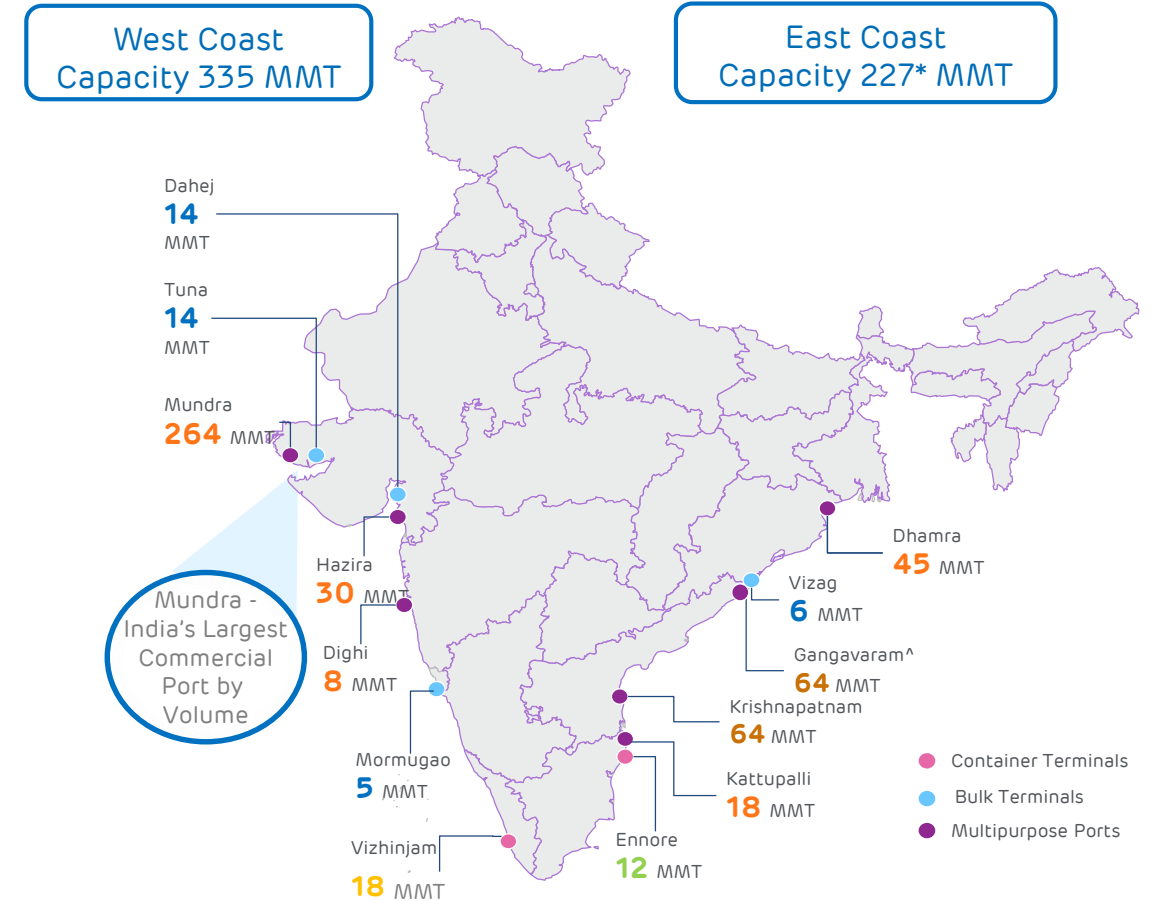 West Coast
Capacity 335 MMT
East Coast
Capacity 227* MMT
Dahej
14
MMT
Tuna
14
MMT
Mundra
264 MMT
Hazira
30 MMT
Mundra -
India's Largest
Commercial
Port by
Volume
Dighi
8 MMT
Mormugao
5 MMT
Vizhinjam
18 MMT
Dhamra
45 MMT
Vizag
6 MMT
Gangavaram^
64 MMT
Krishnapatnam
64 MMT
Kattupalli
18 MMT
Ennore
12 MMT
Container Terminals
Bulk Terminals
Multipurpose Ports